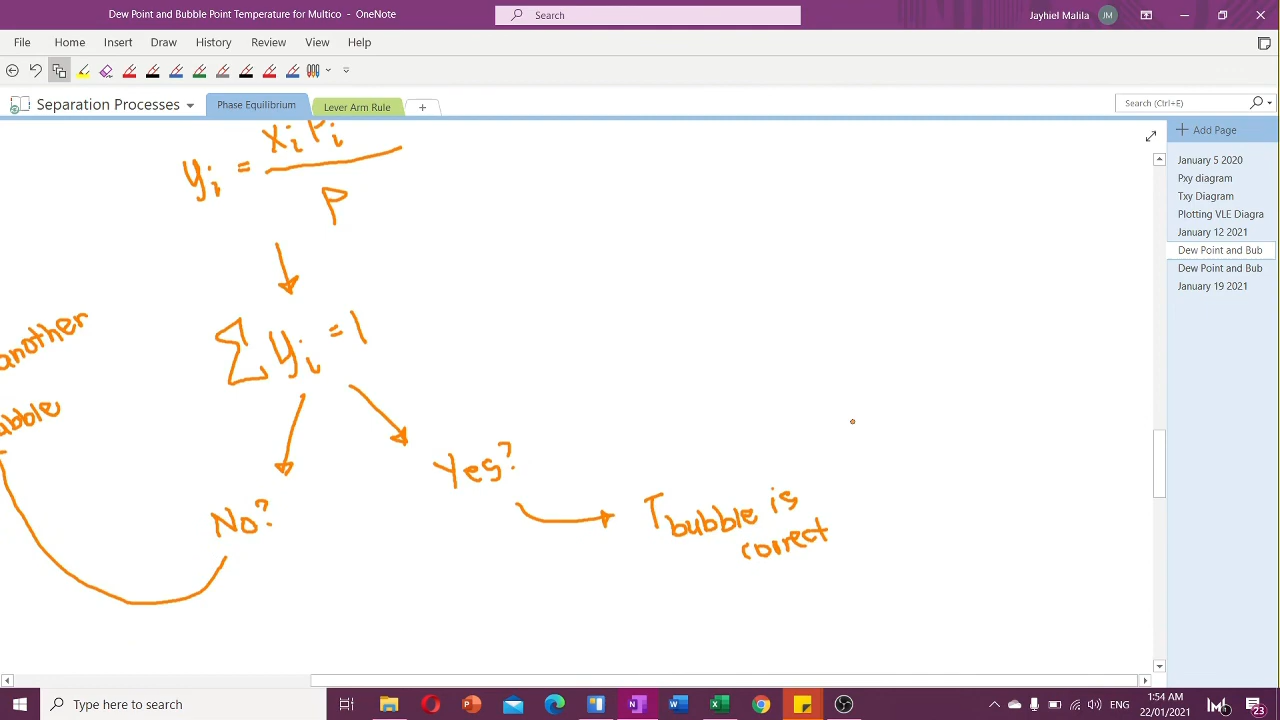 Dew Point and Bubble Point Temperature for Multico - OneNote
Search
Jayhiel Malila
JM
File Home Insert Draw History Review View Help
Separation Processes
Phase Equilibrium
Lever Arm Rule
Search (Ctrl+E)
Add Page
January 5 2020
Pxy diagram
Txy Diagram
Plotting VLE Diagra
January 12 2021
Dew Point and Bub
Dew Point and Bub
January 19 2021
yi = xi Pi
P
∑ yi = 1
another
ubble
Yes?
No?
Tbubble is
correct
Type here to search
ENG
1:54 AM
22/01/2021
23